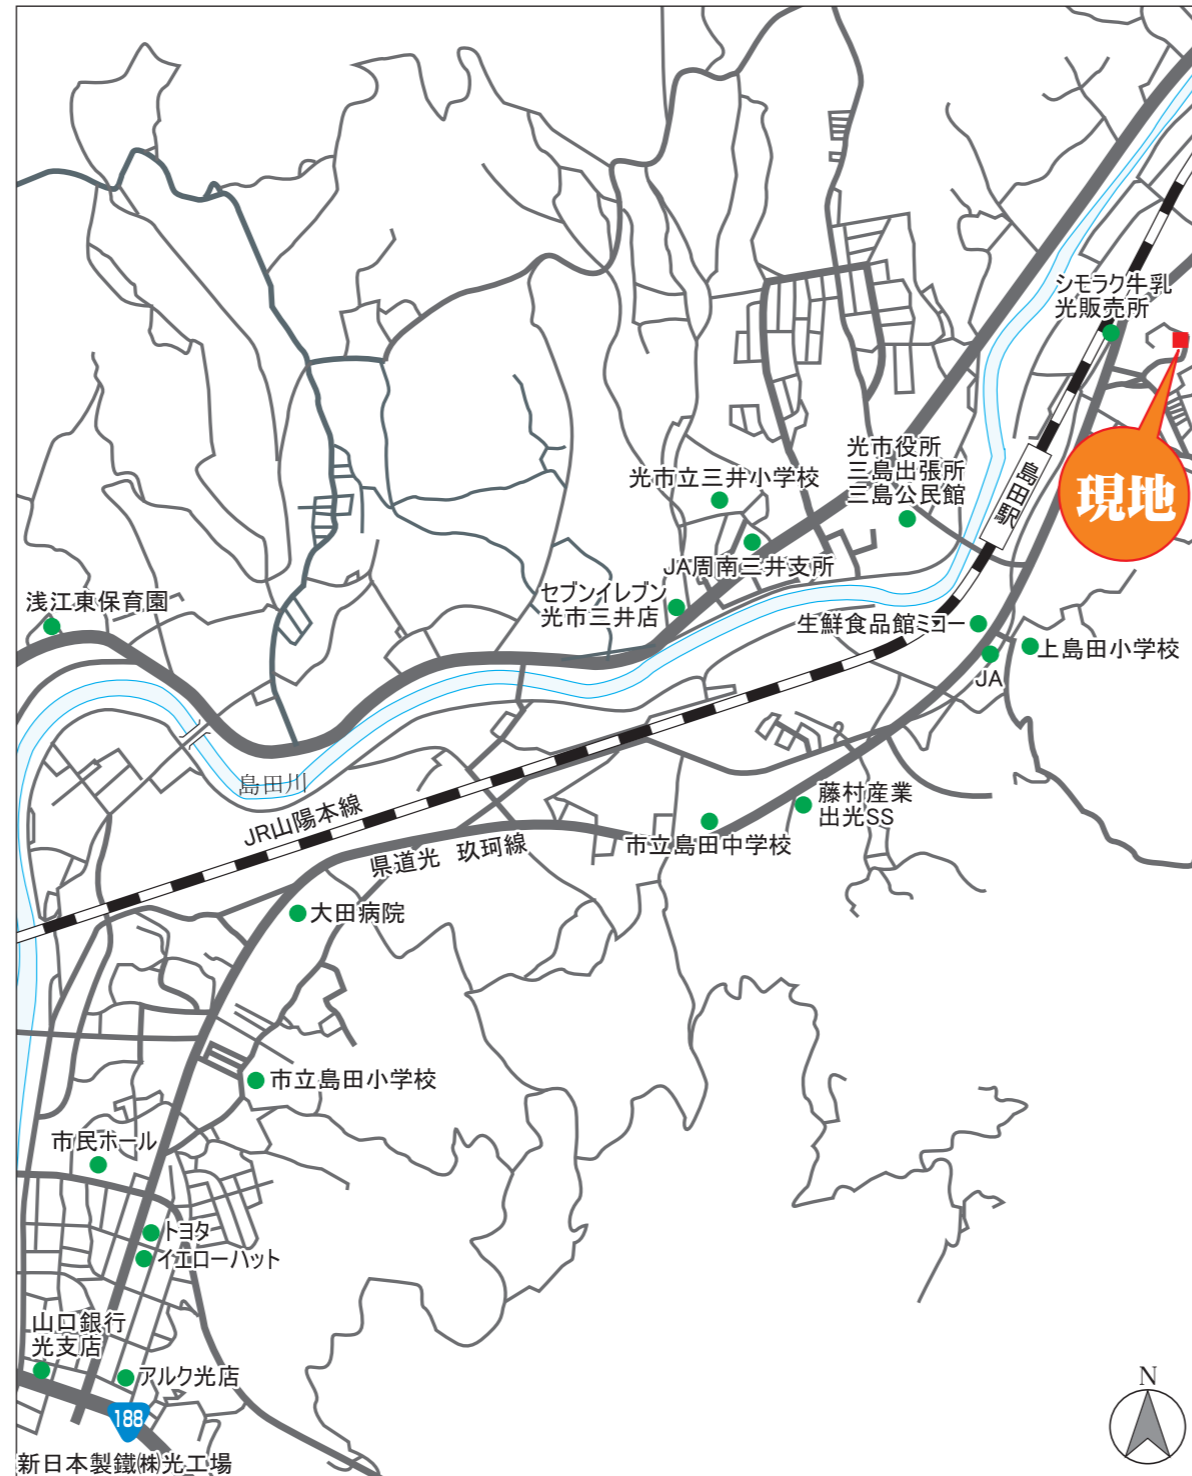 シモラク牛乳
光販売所
現地
光市役所
三島出張所
三島公民館
光市立三井小学校
島田駅
JA周南三井支所
セブンイレブン
光市三井店
浅江東保育園
生鮮食品館ミコー
上島田小学校
JA
島田川
JR山陽本線
藤村産業
出光SS
市立島田中学校
県道光 玖珂線
大田病院
市立島田小学校
市民ホール
トヨタ
イエローハット
山口銀行
光支店
アルク光店
188
新日本製鐵㈱光工場
N